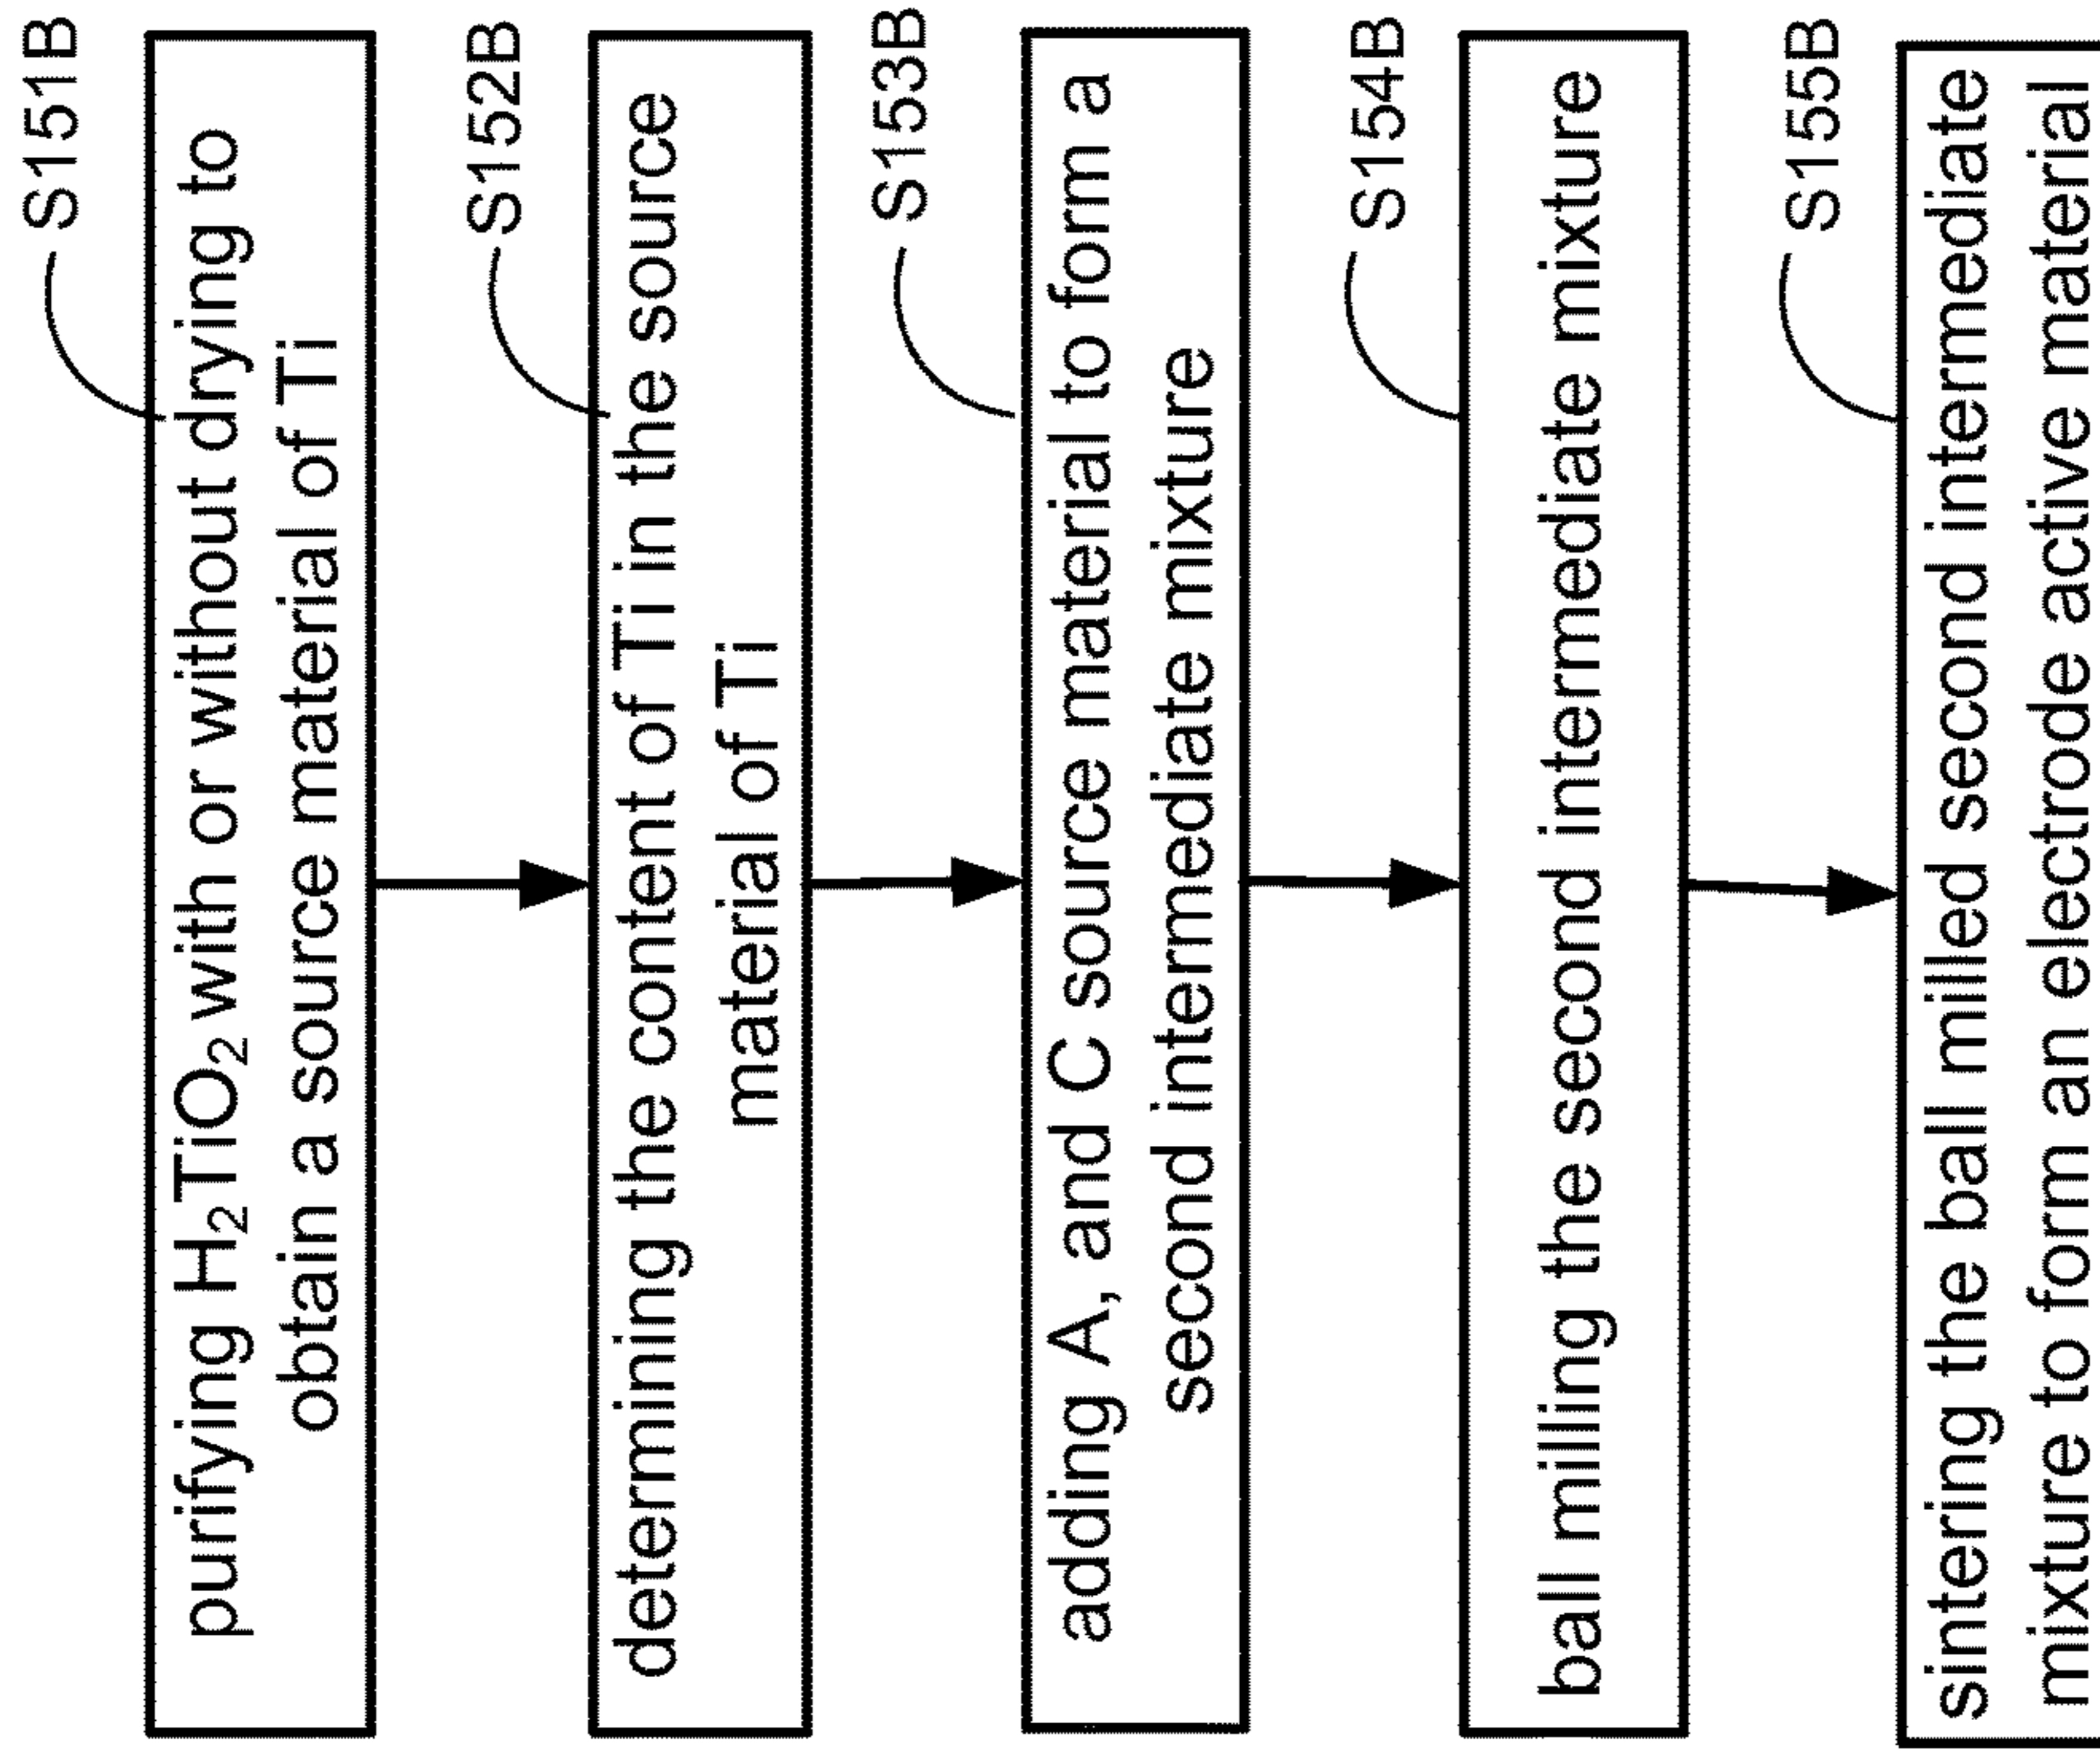 S151B
purifying H₂TiO₂ with or without drying to
obtain a source material of Ti
S152B
determining the content of Ti in the source
material of Ti
S153B
adding A, and C source material to form a
second intermediate mixture
S154B
ball milling the second intermediate mixture
S155B
sintering the ball milled second intermediate
mixture to form an electrode active material